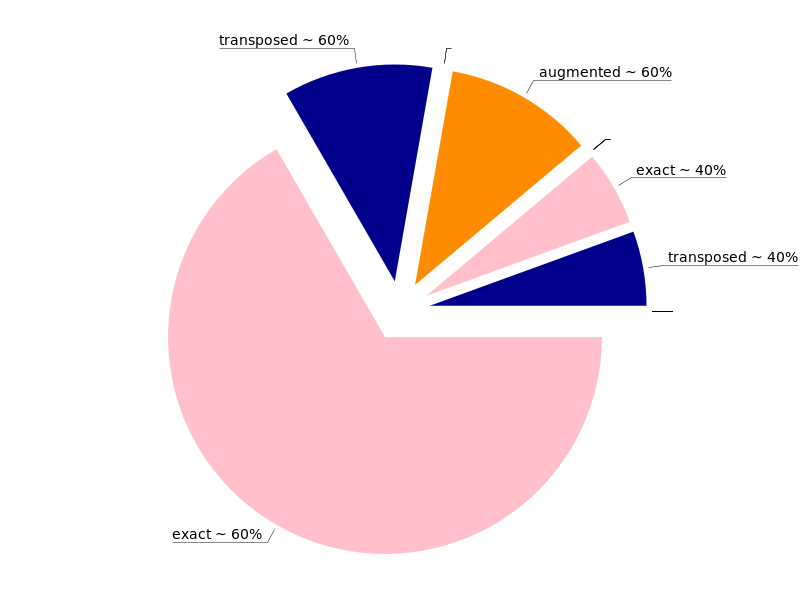 transposed ~ 60%
augmented ~ 60%
exact ~ 40%
transposed ~ 40%
exact ~ 60%